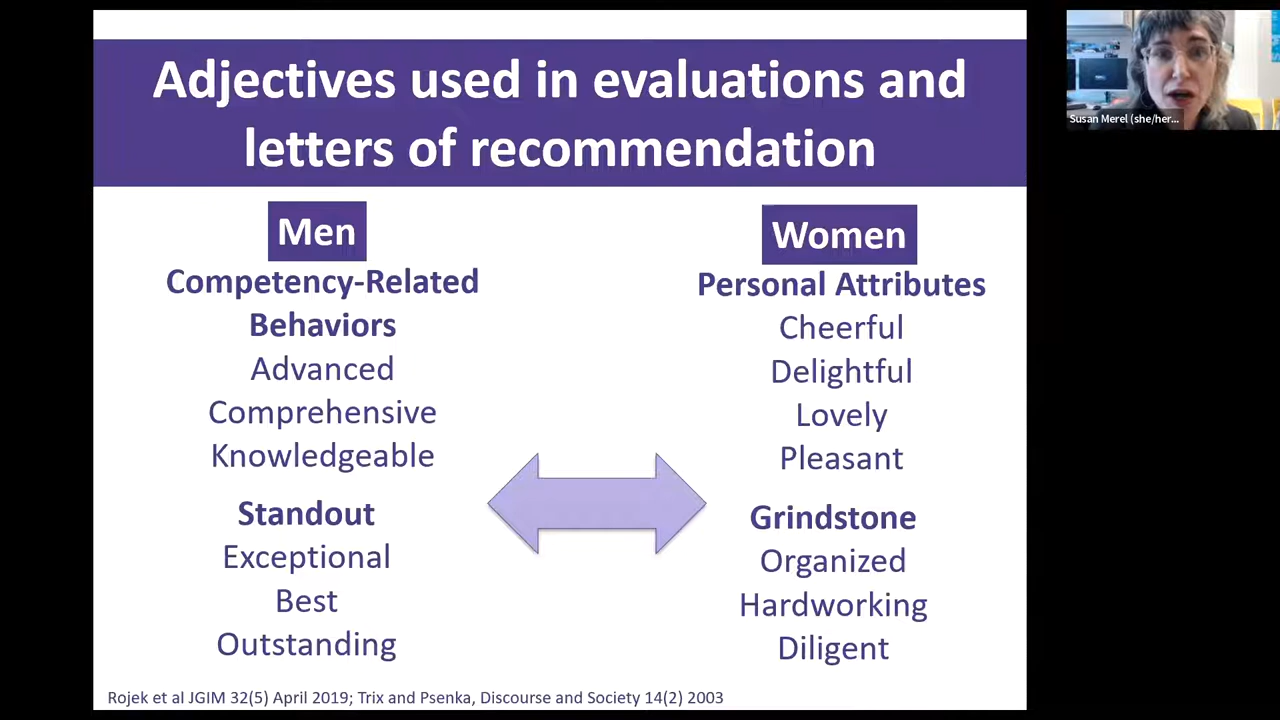 Adjectives used in evaluations and
letters of recommendation
Men
Competency-Related
Behaviors
Advanced
Comprehensive
Knowledgeable
Standout
Exceptional
Best
Outstanding
Women
Personal Attributes
Cheerful
Delightful
Lovely
Pleasant
Grindstone
Organized
Hardworking
Diligent
Rojek et al JGIM 32(5) April 2019; Trix and Psenka, Discourse and Society 14(2) 2003
Susan Merel (she/her...